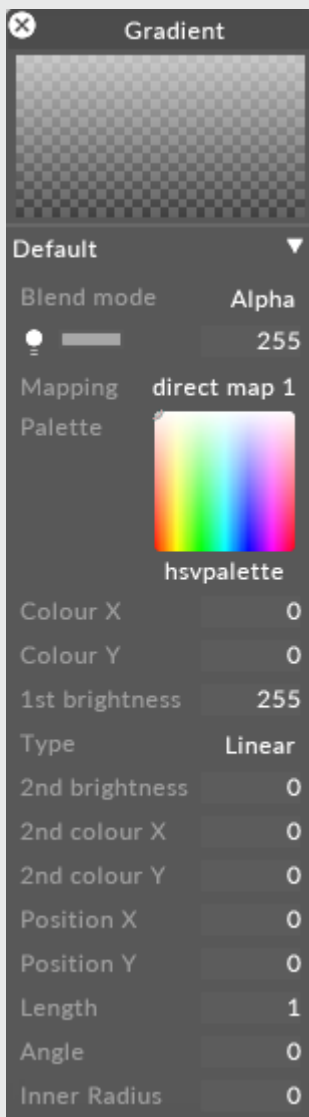 Gradient
Default
Blend mode Alpha
255
Mapping direct map 1
Palette
hsvpalette
Colour X 0
Colour Y 0
1st brightness 255
Type Linear
2nd brightness 0
2nd colour X 0
2nd colour Y 0
Position X 0
Position Y 0
Length 1
Angle 0
Inner Radius 0